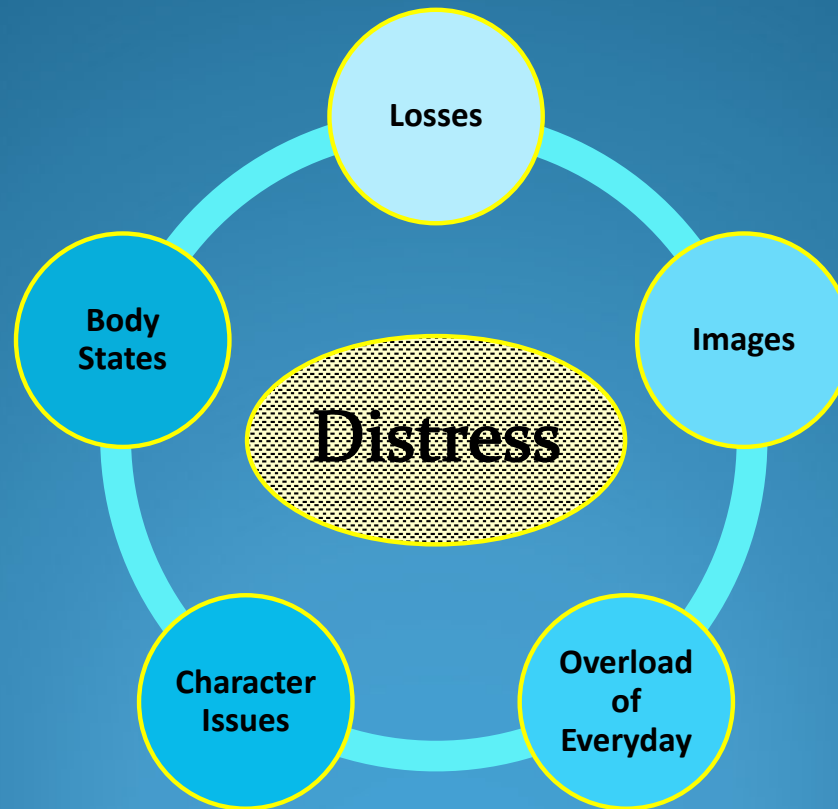 Losses
Images
Overload
of
Everyday
Character
Issues
Body
States
Distress